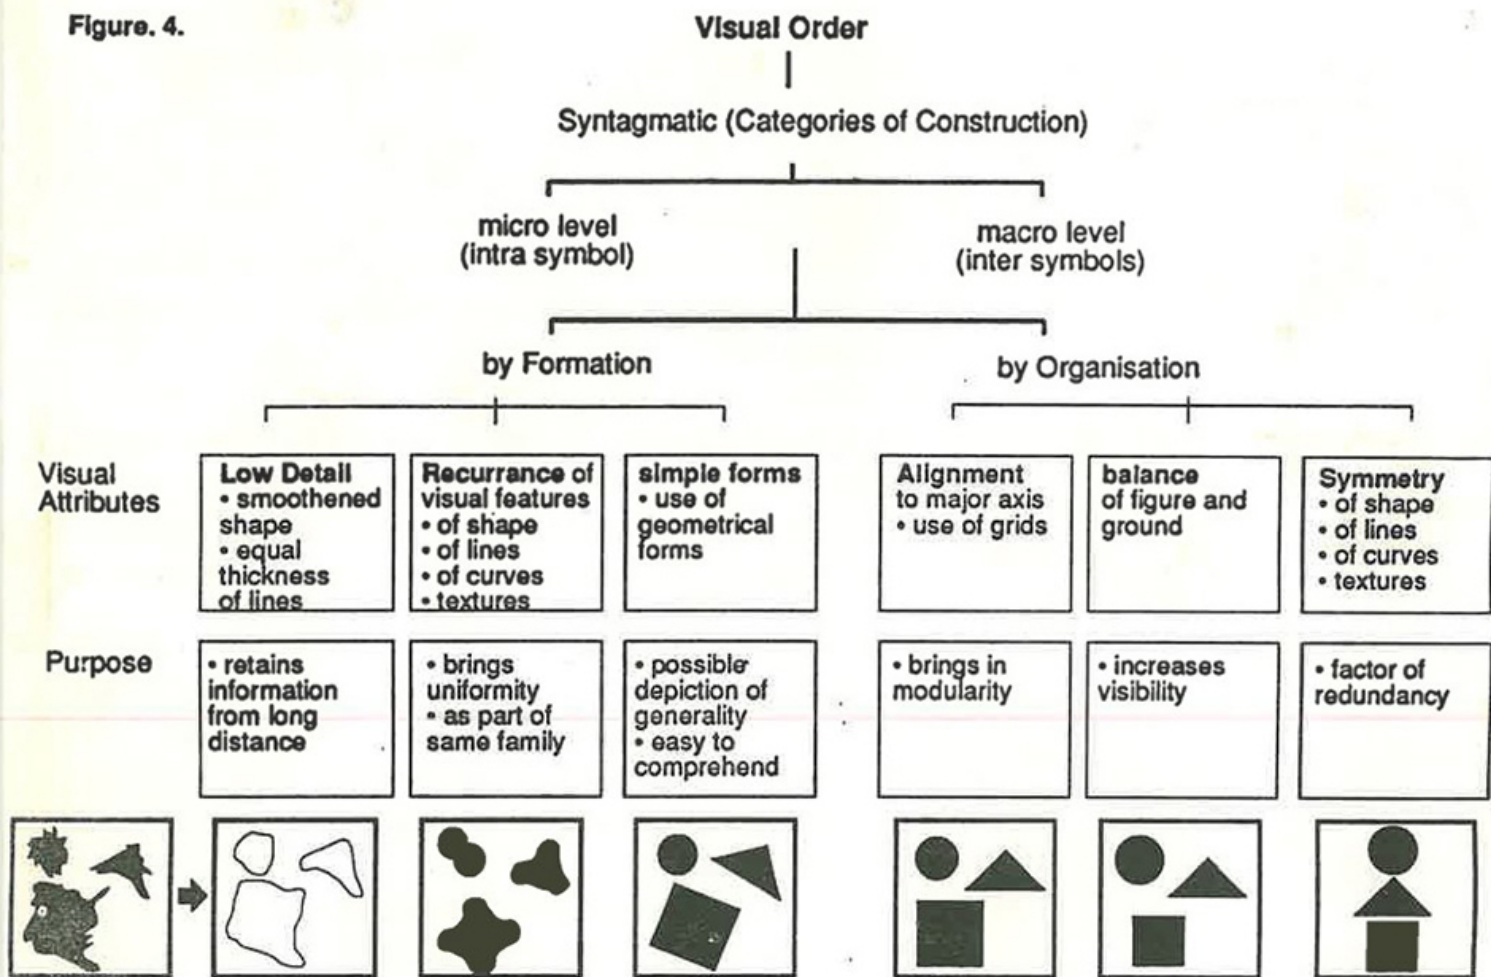 Figure. 4.
Visual Order
Syntagmatic (Categories of Construction)
micro level
(intra symbol)
macro level
(inter symbols)
by Formation
by Organisation
Visual
Attributes
Low Detail
• smoothened
shape
• equal
thickness
of lines
Recurrance of
visual features
• of shape
• of lines
• of curves
• textures
simple forms
• use of
geometrical
forms
Alignment
to major axis
• use of grids
balance
of figure and
ground
Symmetry
• of shape
• of lines
• of curves
• textures
Purpose
• retains
information
from long
distance
• brings
uniformity
• as part of
same family
• possible
depiction of
generality
• easy to
comprehend
• brings in
modularity
• increases
visibility
• factor of
redundancy